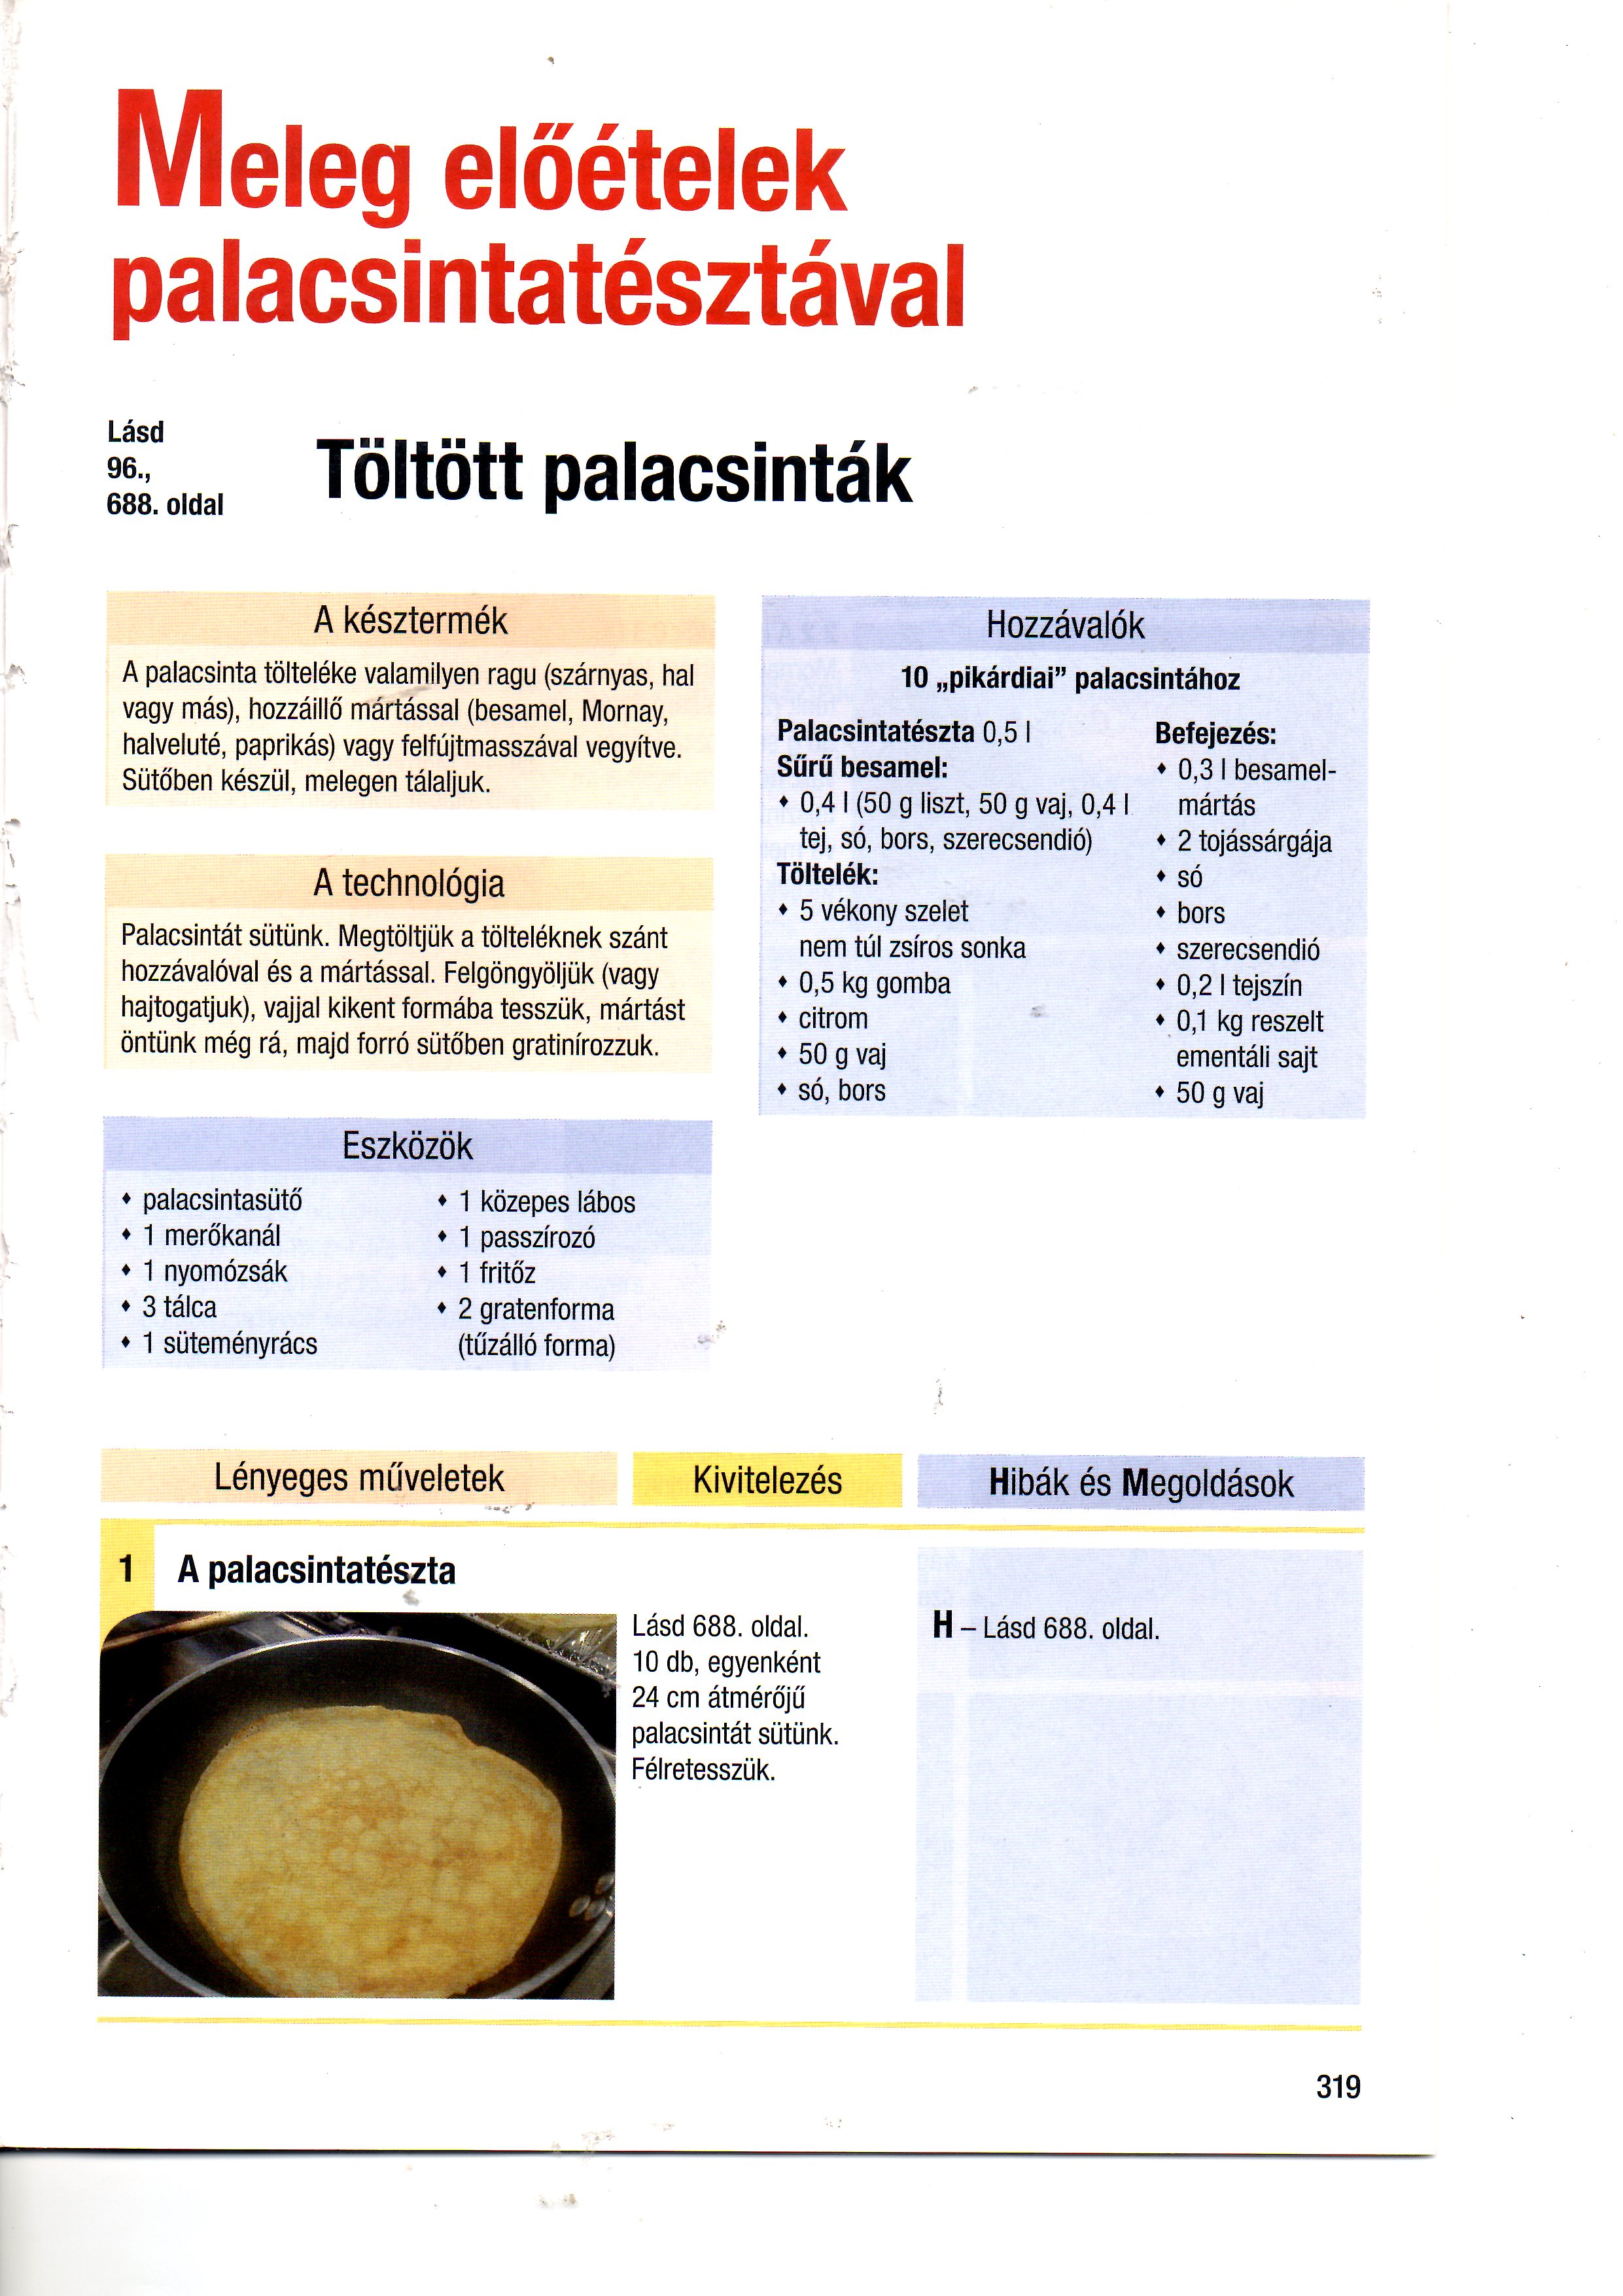 Meleg előételek
palacsintatésztával
Lásd
96.,
688. oldal
Töltött palacsinták
A késztermék
A palacsinta tölteléke valamilyen ragu (szárnyas, hal
vagy más), hozzáillő mártással (besamel, Mornay,
halveluté, paprikás) vagy felfújtmasszával vegyítve.
Sütőben készül, melegen tálaljuk.
A technológia
Palacsintát sütünk. Megtöltjük a tölteléknek szánt
hozzávalóval és a mártással. Felgöngyöljük (vagy
hajtogatjuk), vajjal kikent formába tesszük, mártást
öntünk még rá, majd forró sütőben gratinírozzuk.
Eszközök
• palacsintasütő
• 1 merőkanál
• 1 nyomózsák
• 3 tálca
• 1 süteményrács
• 1 közepes lábos
• 1 passzírozó
• 1 fritőz
• 2 gratenforma
(tűzálló forma)
Hozzávalók
10 „pikárdiai” palacsintához
Palacsintatészta 0,5 l
Sűrű besamel:
• 0,4 l (50 g liszt, 50 g vaj, 0,4 l
tej, só, bors, szerecsendió)
Töltelék:
• 5 vékony szelet
nem túl zsíros sonka
• 0,5 kg gomba
• citrom
• 50 g vaj
• só, bors
Befejezés:
• 0,3 l besamel-
mártás
• 2 tojássárgája
• só
• bors
• szerecsendió
• 0,2 l tejszín
• 0,1 kg reszelt
ementáli sajt
• 50 g vaj
Lényeges műveletek
Kivitelezés
Hibák és Megoldások
1 A palacsintatészta
Lásd 688. oldal.
10 db, egyenként
24 cm átmérőjű
palacsintát sütünk.
Félretesszük.
H – Lásd 688. oldal.
319